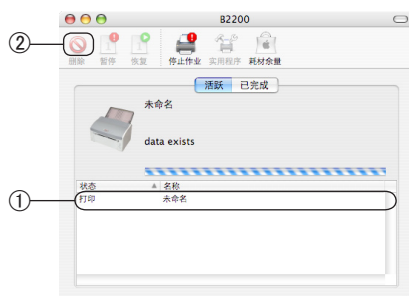 B2200
②
删除 暂停 恢复 停止作业 实用程序 耗材余量
活跃 已完成
未命名
data exists
状态 名称
① 打印 未命名